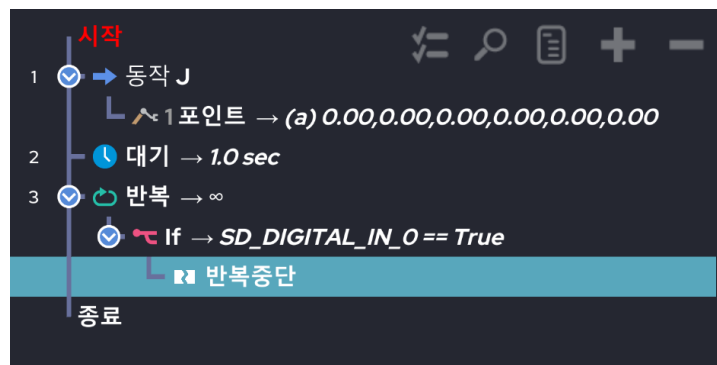 시작
1 동작 J
1 포인트 → (a) 0.00,0.00,0.00,0.00,0.00,0.00
2 대기 → 1.0 sec
3 반복 → ∞
If → SD_DIGITAL_IN_0 == True
반복중단
종료